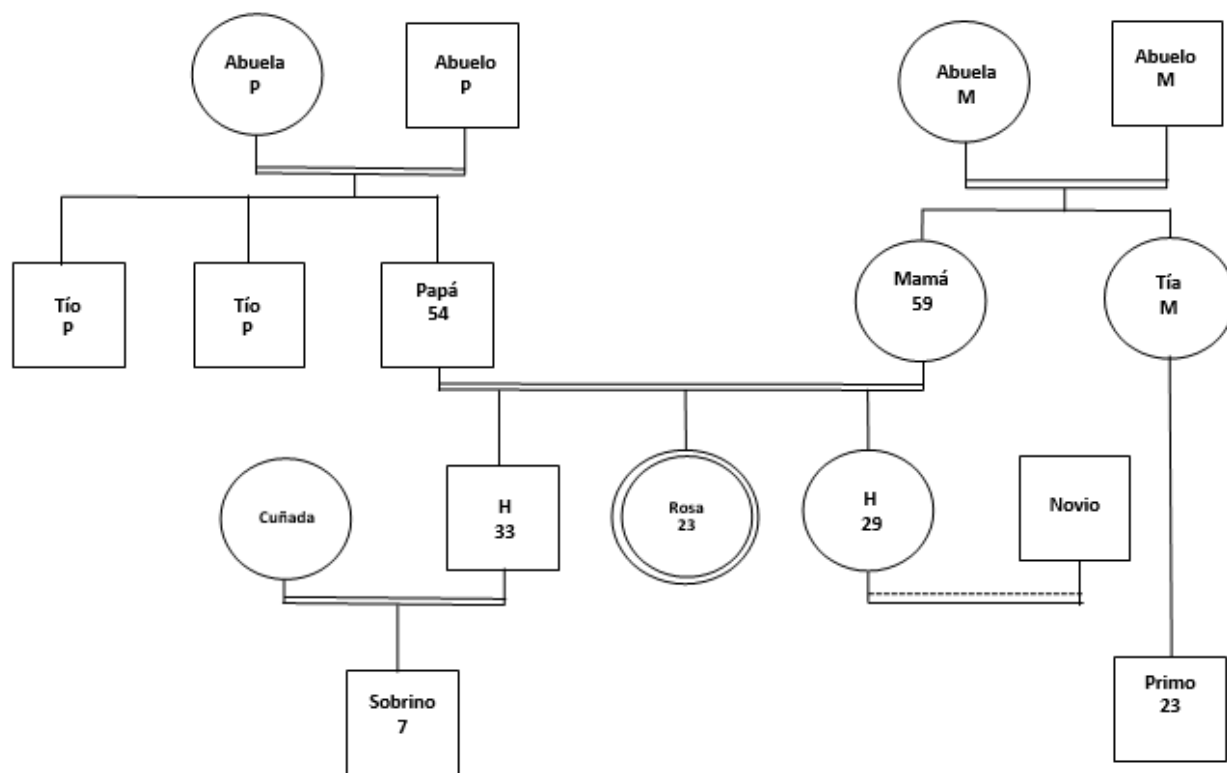 Abuela
P
Abuelo
P
Abuela
M
Abuelo
M
Tío
P
Tío
P
Papá
54
Mamá
59
Tía
M
Cuñada
H
33
Rosa
23
H
29
Novio
Sobrino
7
Primo
23